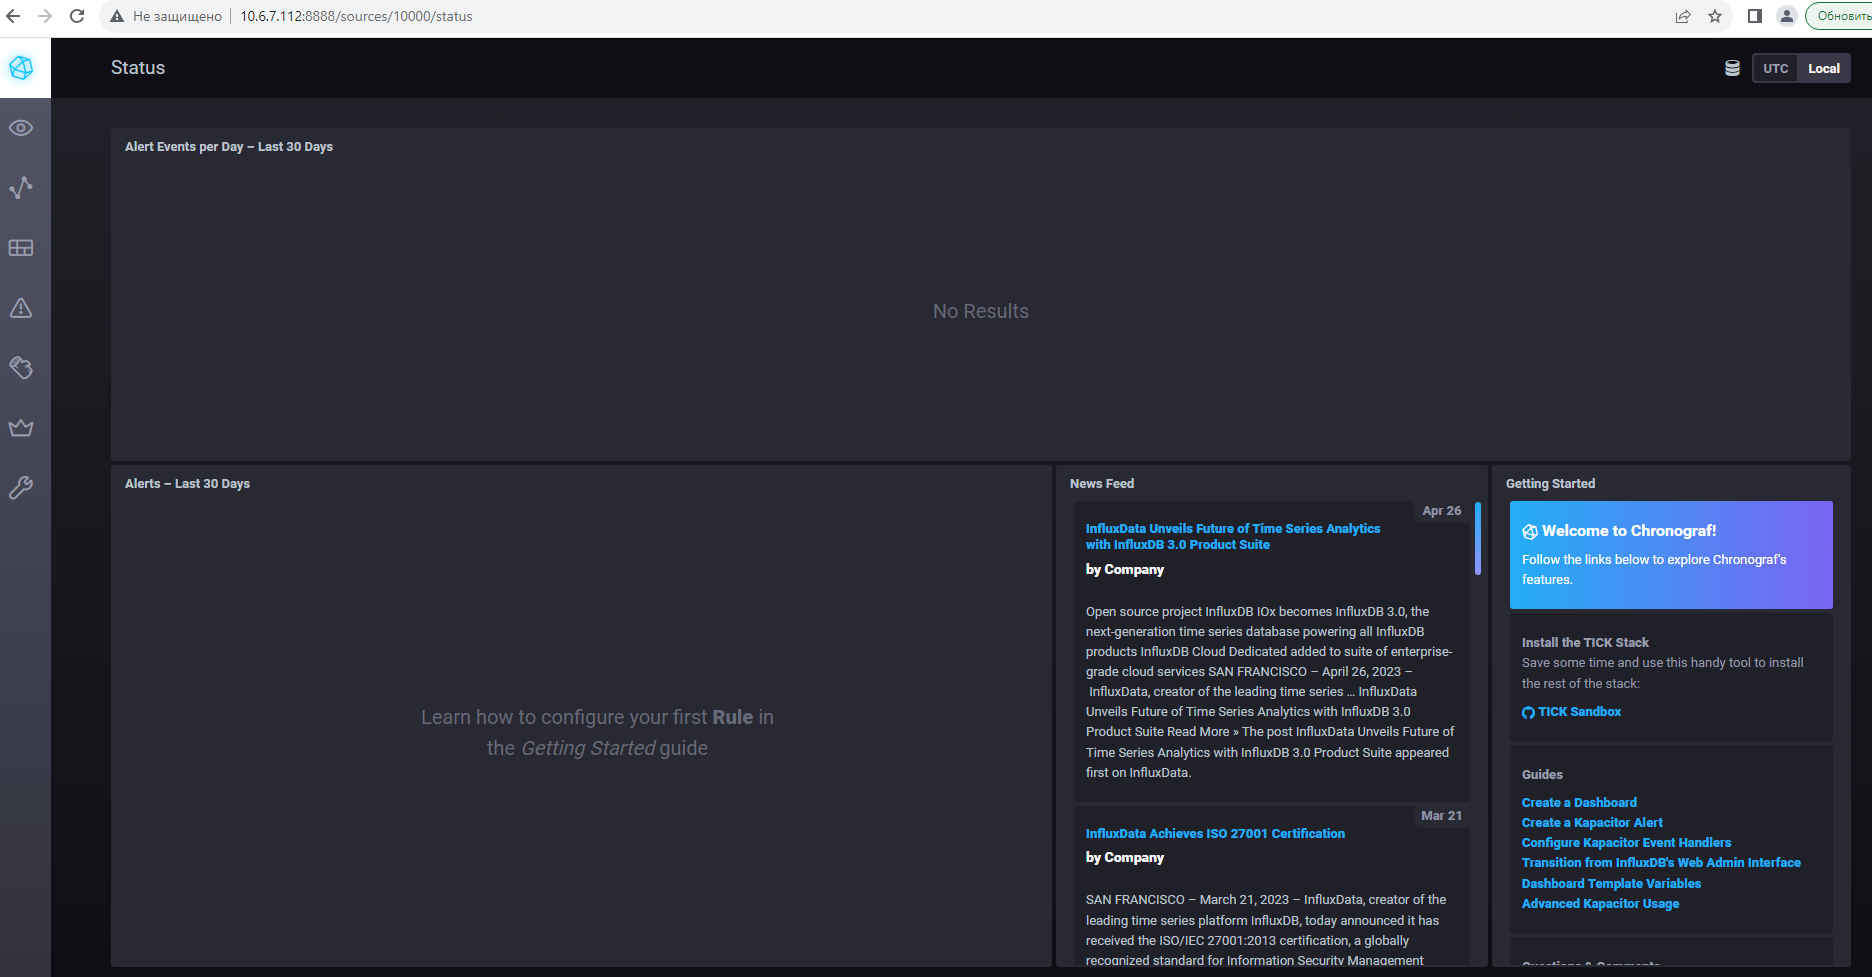 Не защищено
10.6.7.112:8888/sources/10000/status
Обновить
Status
UTC
Local
Alert Events per Day – Last 30 Days
No Results
Alerts – Last 30 Days
Learn how to configure your first Rule in
the Getting Started guide
News Feed
Apr 26
InfluxData Unveils Future of Time Series Analytics
with InfluxDB 3.0 Product Suite
by Company
Open source project InfluxDB IOx becomes InfluxDB 3.0, the
next-generation time series database powering all InfluxDB
products InfluxDB Cloud Dedicated added to suite of enterprise-
grade cloud services SAN FRANCISCO – April 26, 2023 –
InfluxData, creator of the leading time series ... InfluxData
Unveils Future of Time Series Analytics with InfluxDB 3.0
Product Suite Read More » The post InfluxData Unveils Future of
Time Series Analytics with InfluxDB 3.0 Product Suite appeared
first on InfluxData.
Mar 21
InfluxData Achieves ISO 27001 Certification
by Company
SAN FRANCISCO – March 21, 2023 – InfluxData, creator of the
leading time series platform InfluxDB, today announced it has
received the ISO/IEC 27001:2013 certification, a globally
recognized standard for Information Security Management
Getting Started
Welcome to Chronograf!
Follow the links below to explore Chronograf's
features.
Install the TICK Stack
Save some time and use this handy tool to install
the rest of the stack:
TICK Sandbox
Guides
Create a Dashboard
Create a Kapacitor Alert
Configure Kapacitor Event Handlers
Transition from InfluxDB's Web Admin Interface
Dashboard Template Variables
Advanced Kapacitor Usage
Questions & Comments